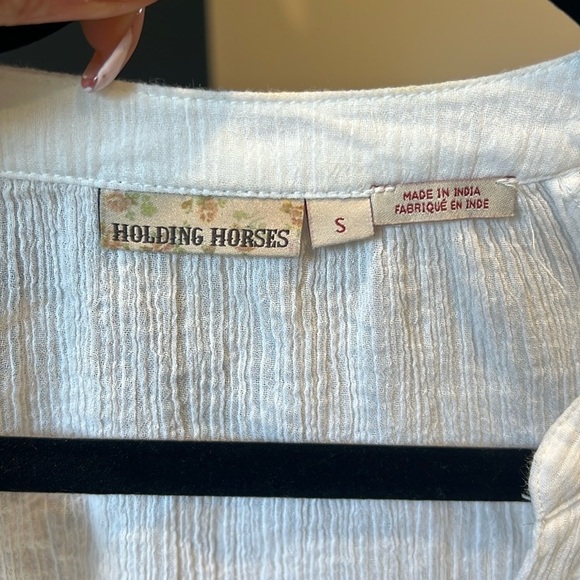 HOLDING HORSES
S
MADE IN INDIA
FABRIQUÉ EN INDE